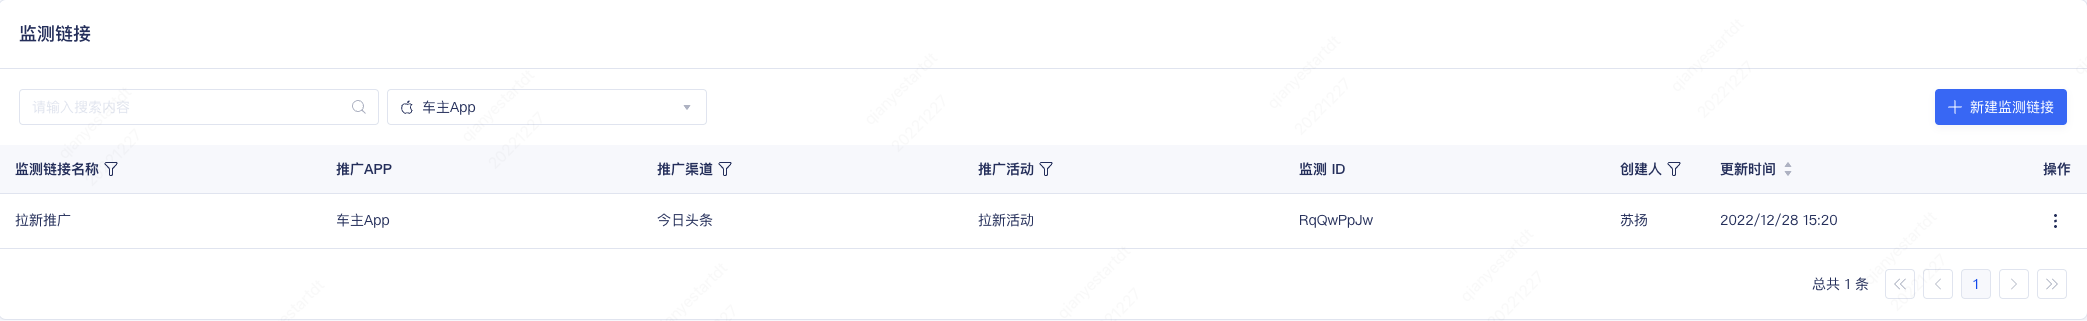 监测链接
请输入搜索内容 车主App 新建监测链接
监测链接名称 推广APP 推广渠道 推广活动 监测 ID 创建人 更新时间 操作
拉新推广 车主App 今日头条 拉新活动 RqQwPpJw 苏扬 2022/12/28 15:20
总共 1 条 1